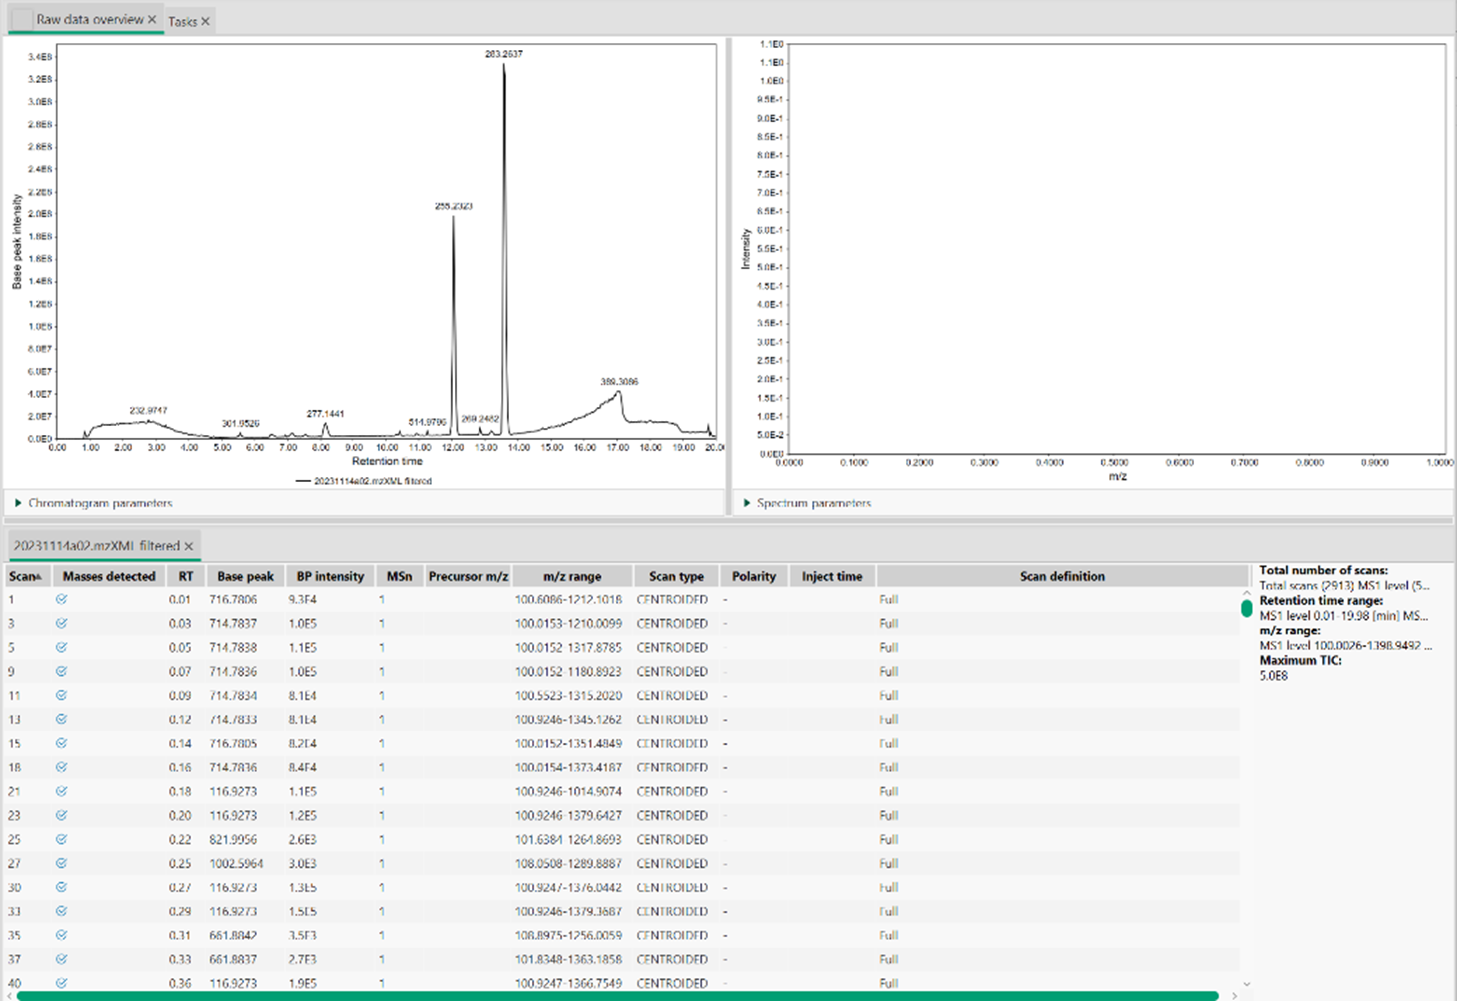 Raw data overview ×
Tasks ×
3.4E8
3.2E8
3.0E8
2.8E8
2.6E8
2.4E8
2.2E8
2.0E8
1.8E8
1.6E8
1.4E8
1.2E8
1.0E8
8.0E7
6.0E7
4.0E7
2.0E7
0.0E0
Base peak intensity
283.2637
255.2323
389.3086
232.9747
301.9526
277.1441
269.2482
0.00 1.00 2.00 3.00 4.00 5.00 6.00 7.00 8.00 9.00 10.00 11.00 12.00 13.00 14.00 15.00 16.00 17.00 18.00 19.00 20.0
Retention time
20231114a02.mzXML filtered
Chromatogram parameters
1.1E0
1.1E0
1.0E0
9.5E-1
9.0E-1
8.5E-1
8.0E-1
7.5E-1
7.0E-1
6.5E-1
6.0E-1
5.5E-1
5.0E-1
4.5E-1
4.0E-1
3.5E-1
3.0E-1
2.5E-1
2.0E-1
1.5E-1
1.0E-1
5.0E-2
0.0E0
Intensity
0.0000 0.1000 0.2000 0.3000 0.4000 0.5000 0.6000 0.7000 0.8000 0.9000 1.0000
m/z
Spectrum parameters
20231114a02.mzXML filtered ×
Scan Masses detected RT Base peak BP intensity MSn Precursor m/z m/z range Scan type Polarity Inject time Scan definition
1 0.01 716.7806 9.3E4 1 100.6086-1212.1018 CENTROIDED - Full
3 0.03 714.7837 1.0E5 1 100.0153-1210.0099 CENTROIDED - Full
5 0.05 714.7838 1.1E5 1 100.0152-1317.8785 CENTROIDED - Full
9 0.07 714.7836 1.0E5 1 100.0152-1180.8923 CENTROIDED - Full
11 0.09 714.7834 8.1E4 1 100.5523-1315.2020 CENTROIDED - Full
13 0.12 714.7833 8.1E4 1 100.9246-1345.1262 CENTROIDED - Full
15 0.14 716.7805 8.2E4 1 100.0152-1351.4849 CENTROIDED - Full
18 0.16 714.7836 8.4E4 1 100.0154-1373.4187 CENTROIDED - Full
21 0.18 116.9273 1.1E5 1 100.9246-1014.9074 CENTROIDED - Full
23 0.20 116.9273 1.2E5 1 100.9246-1379.6427 CENTROIDED - Full
25 0.22 821.9956 2.6E3 1 101.6384-1264.8693 CENTROIDED - Full
27 0.25 1002.5964 3.0E3 1 108.0508-1289.8887 CENTROIDED - Full
30 0.27 116.9273 1.3E5 1 100.9247-1376.0442 CENTROIDED - Full
33 0.29 116.9273 1.5E5 1 100.9246-1379.3687 CENTROIDED - Full
35 0.31 661.8842 3.5E3 1 108.8975-1256.0059 CENTROIDED - Full
37 0.33 661.8837 2.7E3 1 101.8348-1363.1858 CENTROIDED - Full
40 0.36 116.9273 1.9E5 1 100.9247-1366.7549 CENTROIDED - Full
Total number of scans:
Total scans (2913) MS1 level (5...
Retention time range:
MS1 level 0.01-19.98 [min] MS...
m/z range:
MS1 level 100.0026-1398.9492 ...
Maximum TIC:
5.0E8